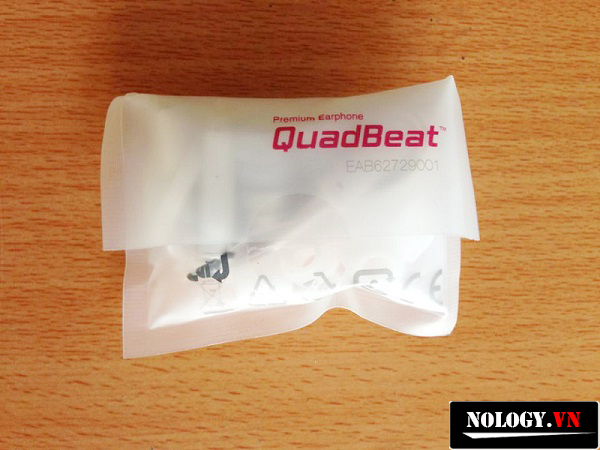 Premium Earphone
QuadBeat™
EAB62729001
NOLOGY.VN